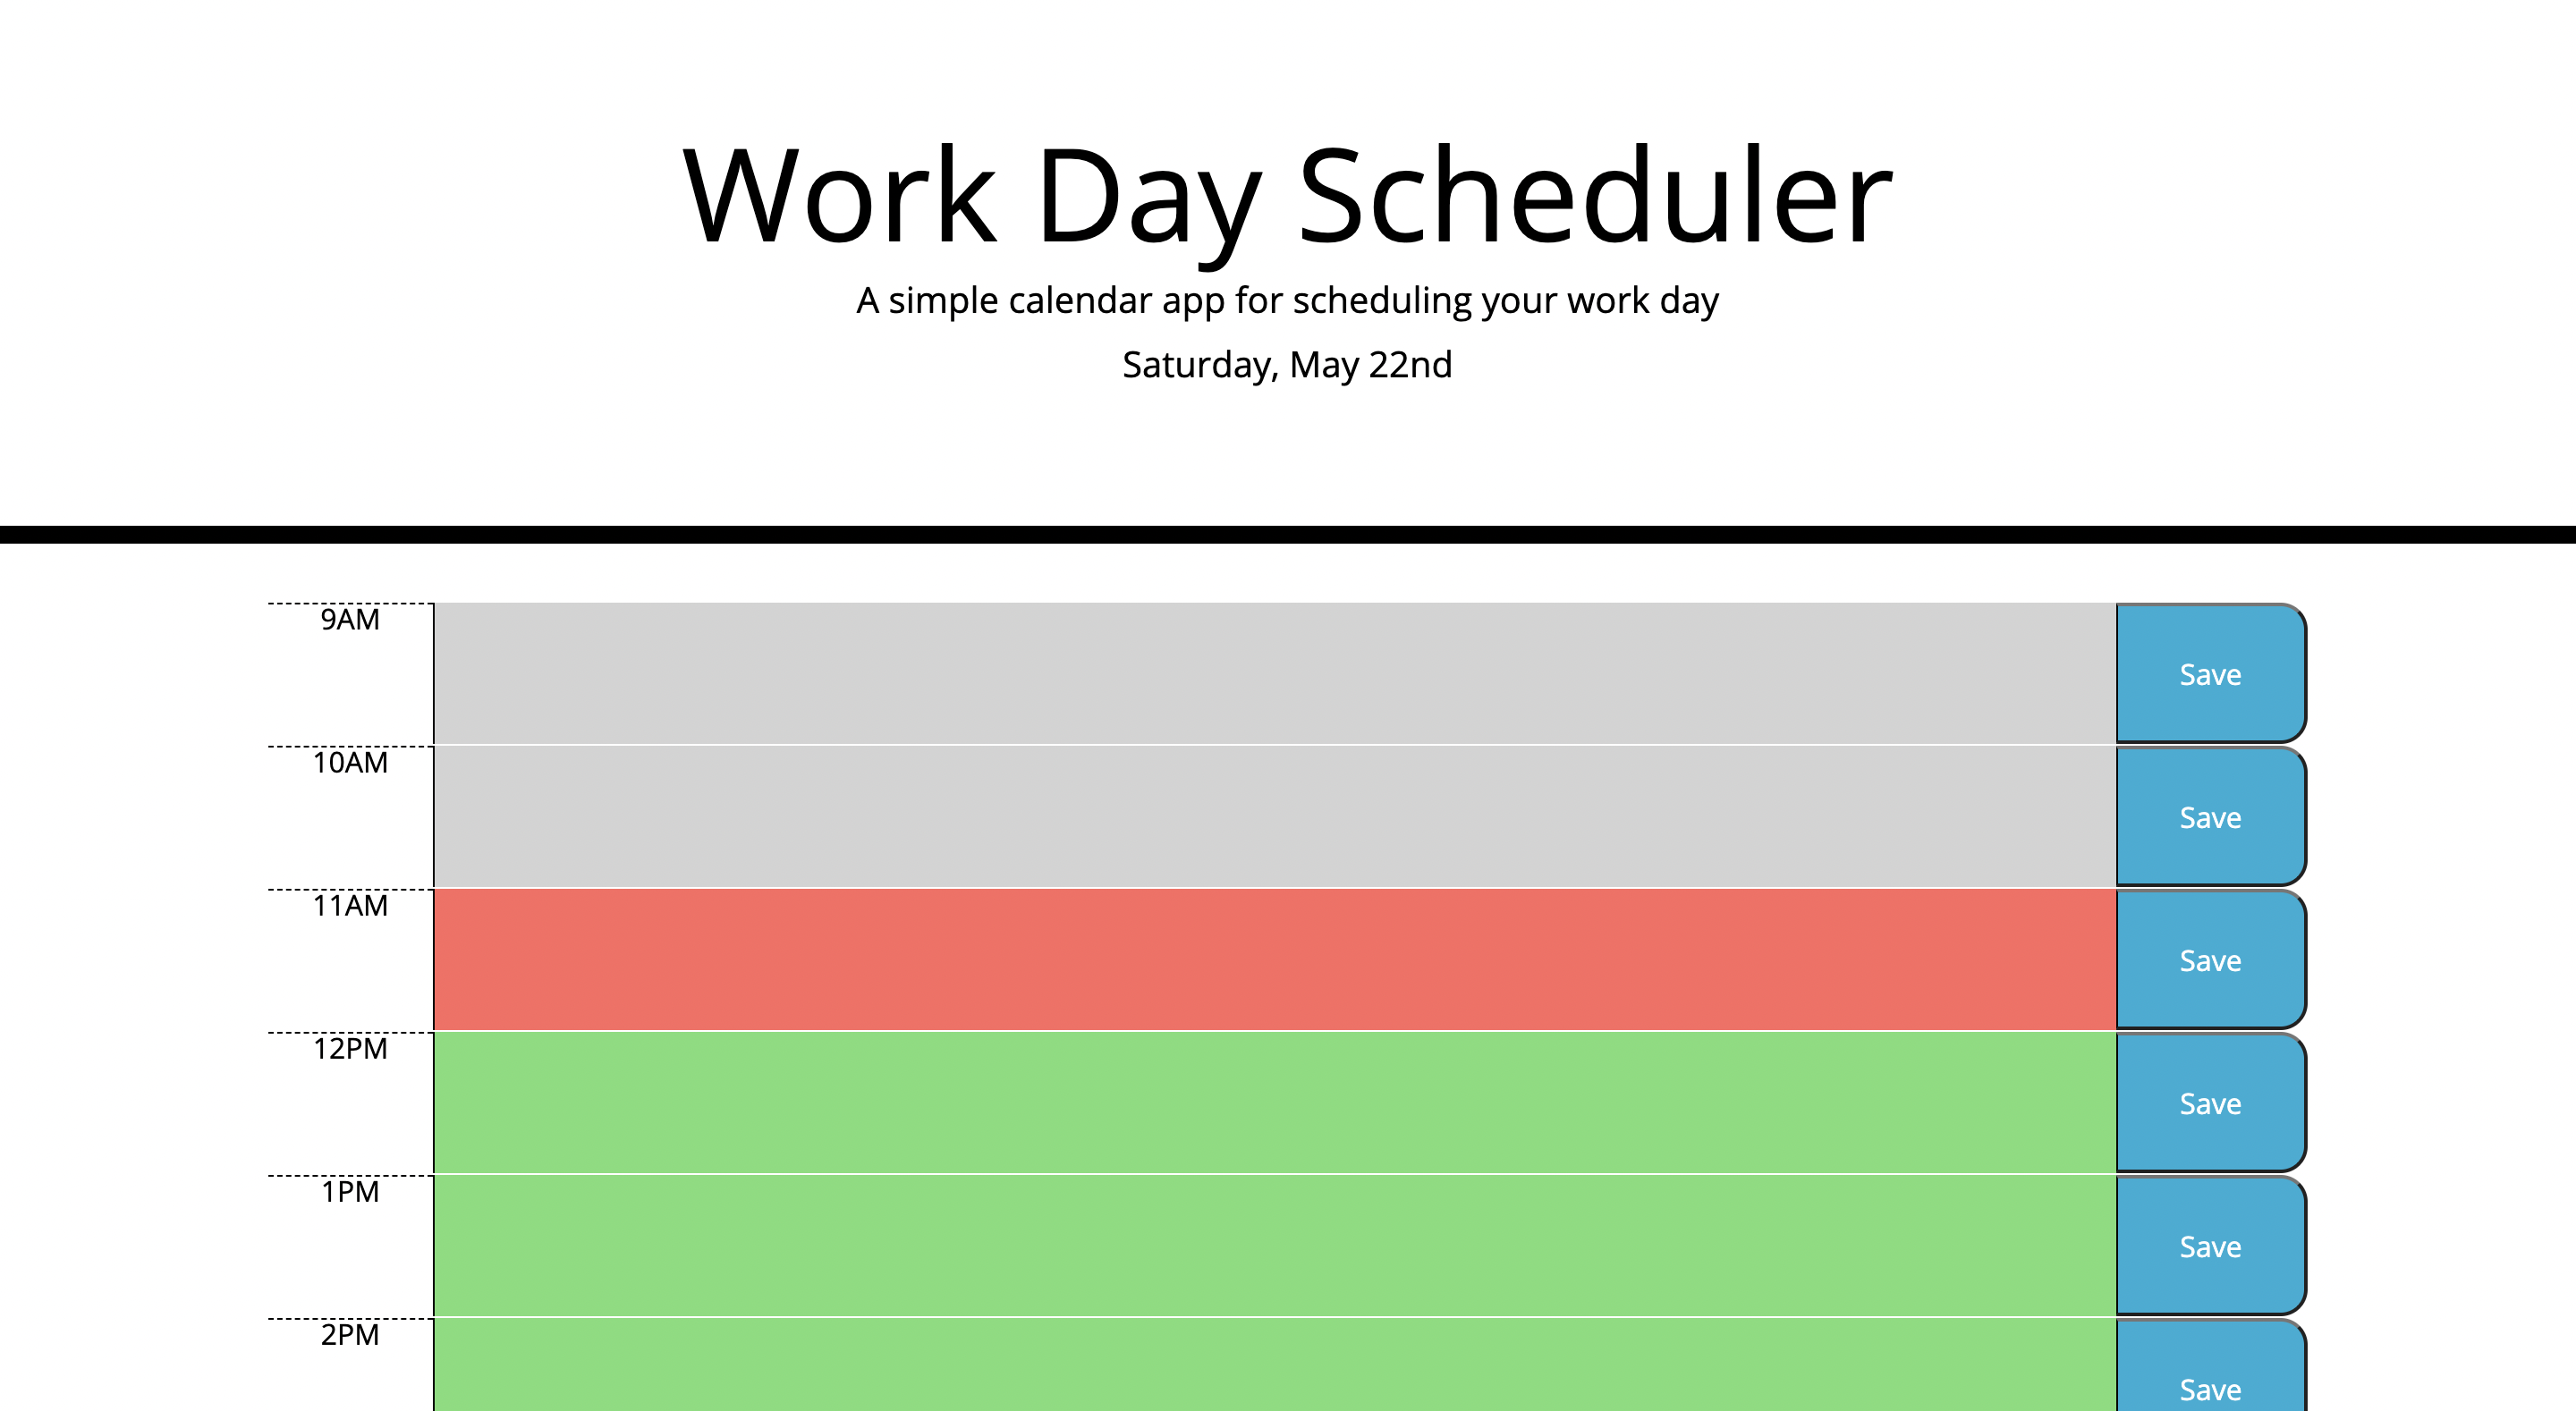 Work Day Scheduler
A simple calendar app for scheduling your work day
Saturday, May 22nd
9AM
Save
10AM
Save
11AM
Save
12PM
Save
1PM
Save
2PM
Save